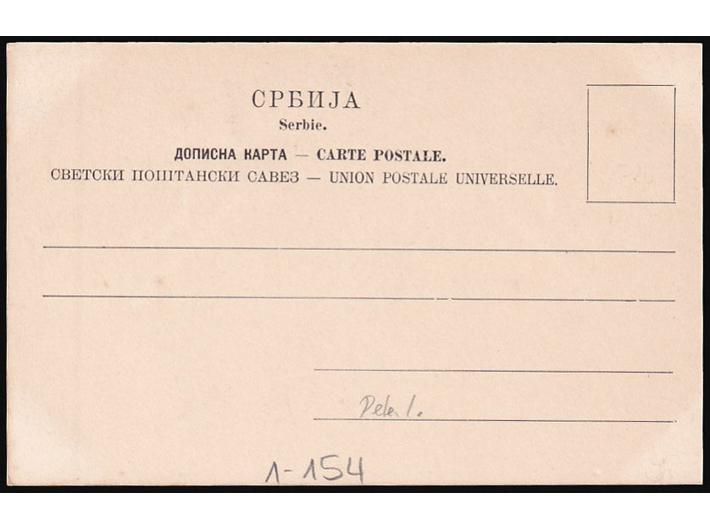 СРБИЈА
Serbie.
ДОПИСНА КАРТА — CARTE POSTALE.
СВЕТСКИ ПОШТАНСКИ САВЕЗ — UNION POSTALE UNIVERSELLE.
1-154